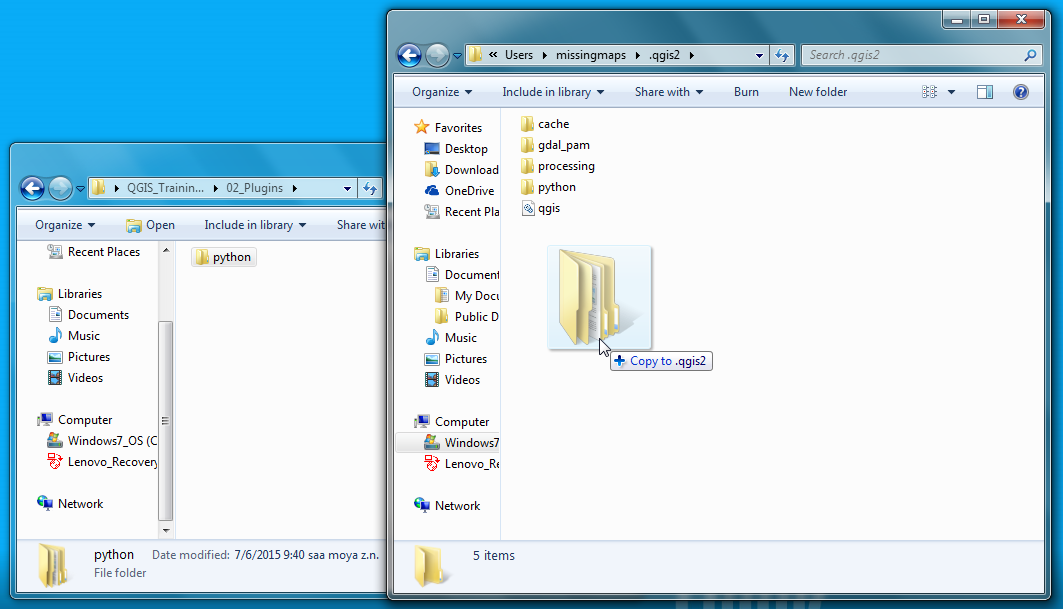 « Users ▸ missingmaps ▸ .qgis2 ▸
Search .qgis2
Organize Include in library Share with Burn New folder
Favorites
Desktop
Download
OneDrive
Recent Pla
Libraries
Document
My Docu
Public D
Music
Pictures
Videos
Computer
Windows7
Lenovo_Re
Network
cache
gdal_pam
processing
python
qgis
Copy to .qgis2
5 items
QGIS_Trainin... ▸ 02_Plugins ▸
Organize Open Include in library Share wit
Recent Places
Libraries
Documents
Music
Pictures
Videos
Computer
Windows7_OS (C
Lenovo_Recovery
Network
python
python Date modified: 7/6/2015 9:40 saa moya z.n.
File folder